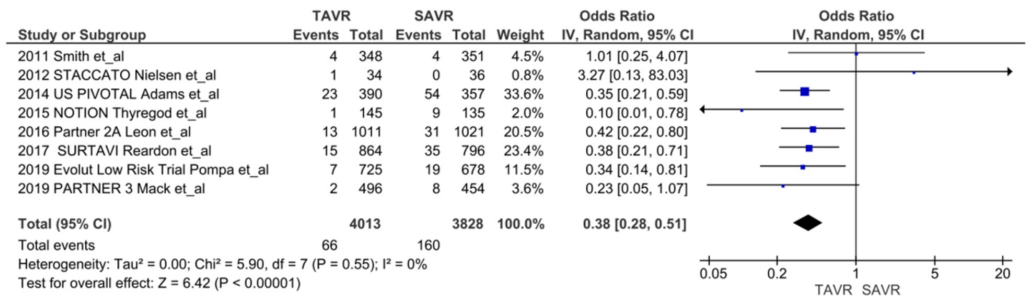 TAVR SAVR Odds Ratio Odds Ratio
Study or Subgroup Events Total Events Total Weight IV, Random, 95% CI IV, Random, 95% CI
2011 Smith et_al 4 348 4 351 4.5% 1.01 [0.25, 4.07]
2012 STACCATO Nielsen et_al 1 34 0 36 0.8% 3.27 [0.13, 83.03]
2014 US PIVOTAL Adams et_al 23 390 54 357 33.6% 0.35 [0.21, 0.59]
2015 NOTION Thyregod et_al 1 145 9 135 2.0% 0.10 [0.01, 0.78]
2016 Partner 2A Leon et_al 13 1011 31 1021 20.5% 0.42 [0.22, 0.80]
2017 SURTAVI Reardon et_al 15 864 35 796 23.4% 0.38 [0.21, 0.71]
2019 Evolut Low Risk Trial Pompa et_al 7 725 19 678 11.5% 0.34 [0.14, 0.81]
2019 PARTNER 3 Mack et_al 2 496 8 454 3.6% 0.23 [0.05, 1.07]
Total (95% CI) 4013 3828 100.0% 0.38 [0.28, 0.51]
Total events 66 160
Heterogeneity: Tau² = 0.00; Chi² = 5.90, df = 7 (P = 0.55); I² = 0%
Test for overall effect: Z = 6.42 (P < 0.00001)
0.05 0.2 1 5 20
TAVR SAVR